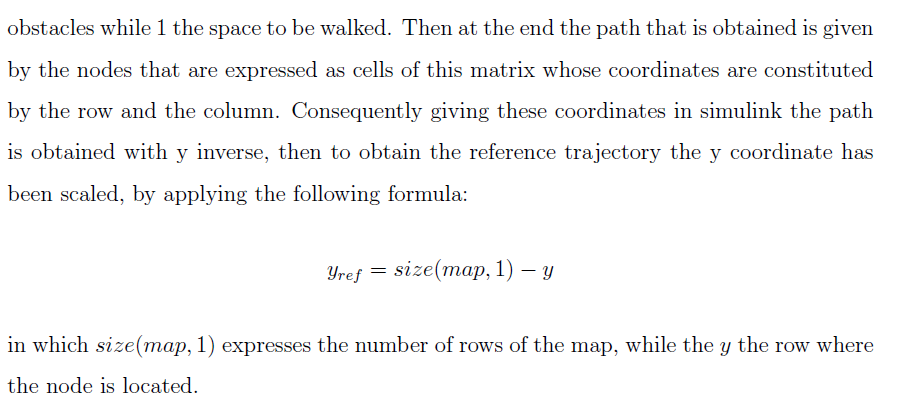 obstacles while 1 the space to be walked. Then at the end the path that is obtained is given
by the nodes that are expressed as cells of this matrix whose coordinates are constituted
by the row and the column. Consequently giving these coordinates in simulink the path
is obtained with y inverse, then to obtain the reference trajectory the y coordinate has
been scaled, by applying the following formula:
y_{ref} = size(map, 1) − y
in which size(map, 1) expresses the number of rows of the map, while the y the row where
the node is located.